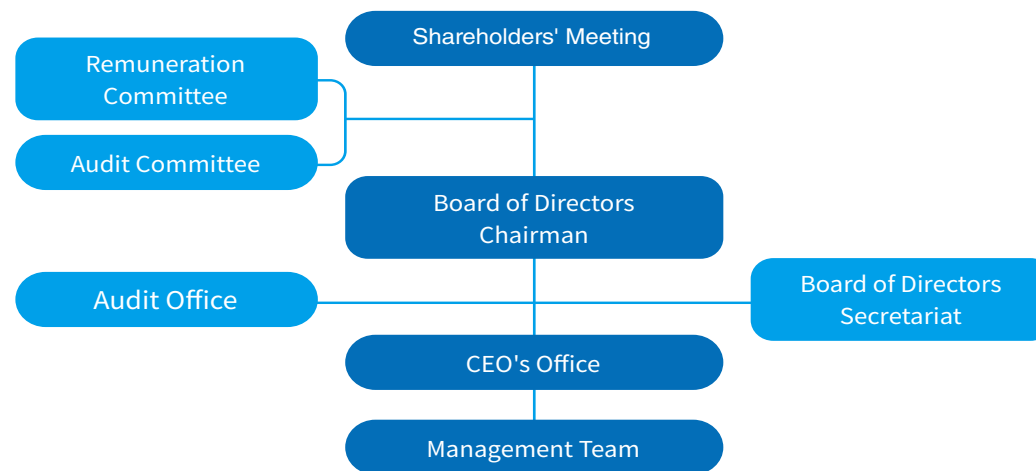 Shareholders' Meeting
Remuneration
Committee
Audit Committee
Board of Directors
Chairman
Audit Office
Board of Directors
Secretariat
CEO's Office
Management Team